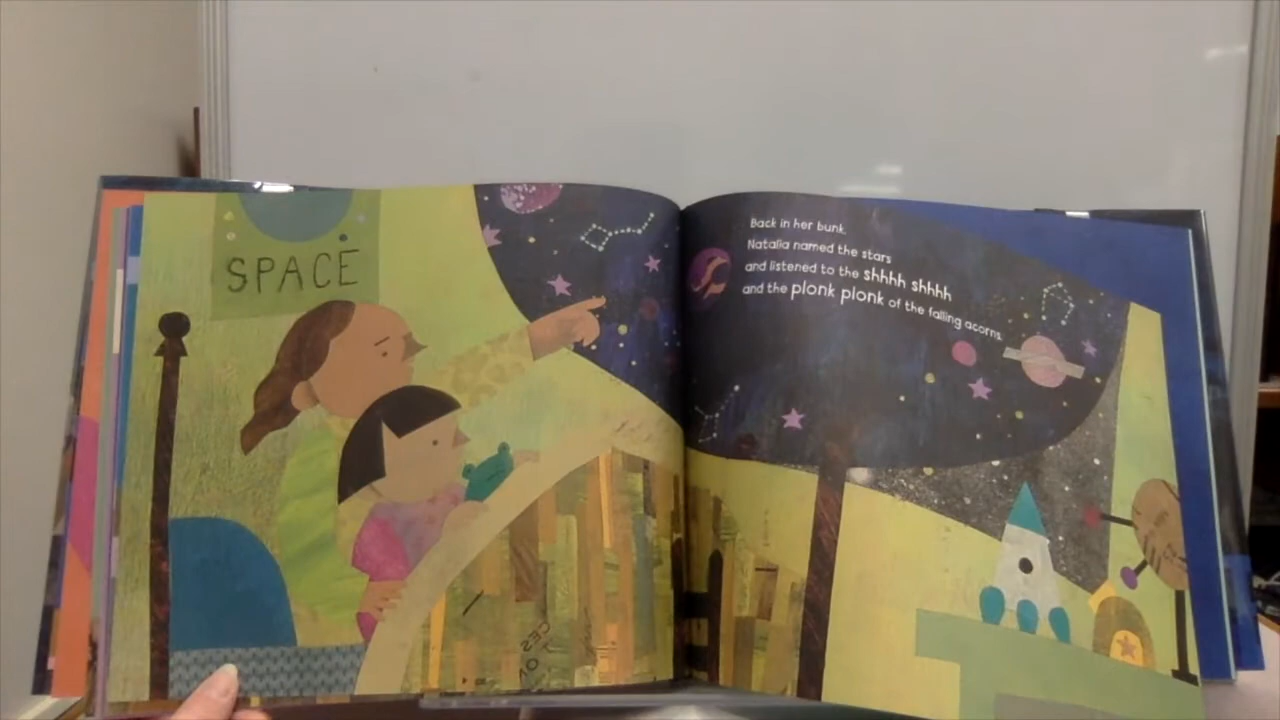 SPACE
Back in her bunk,
Natalia named the stars
and listened to the shhhh shhhh
and the plonk plonk of the falling acorns.